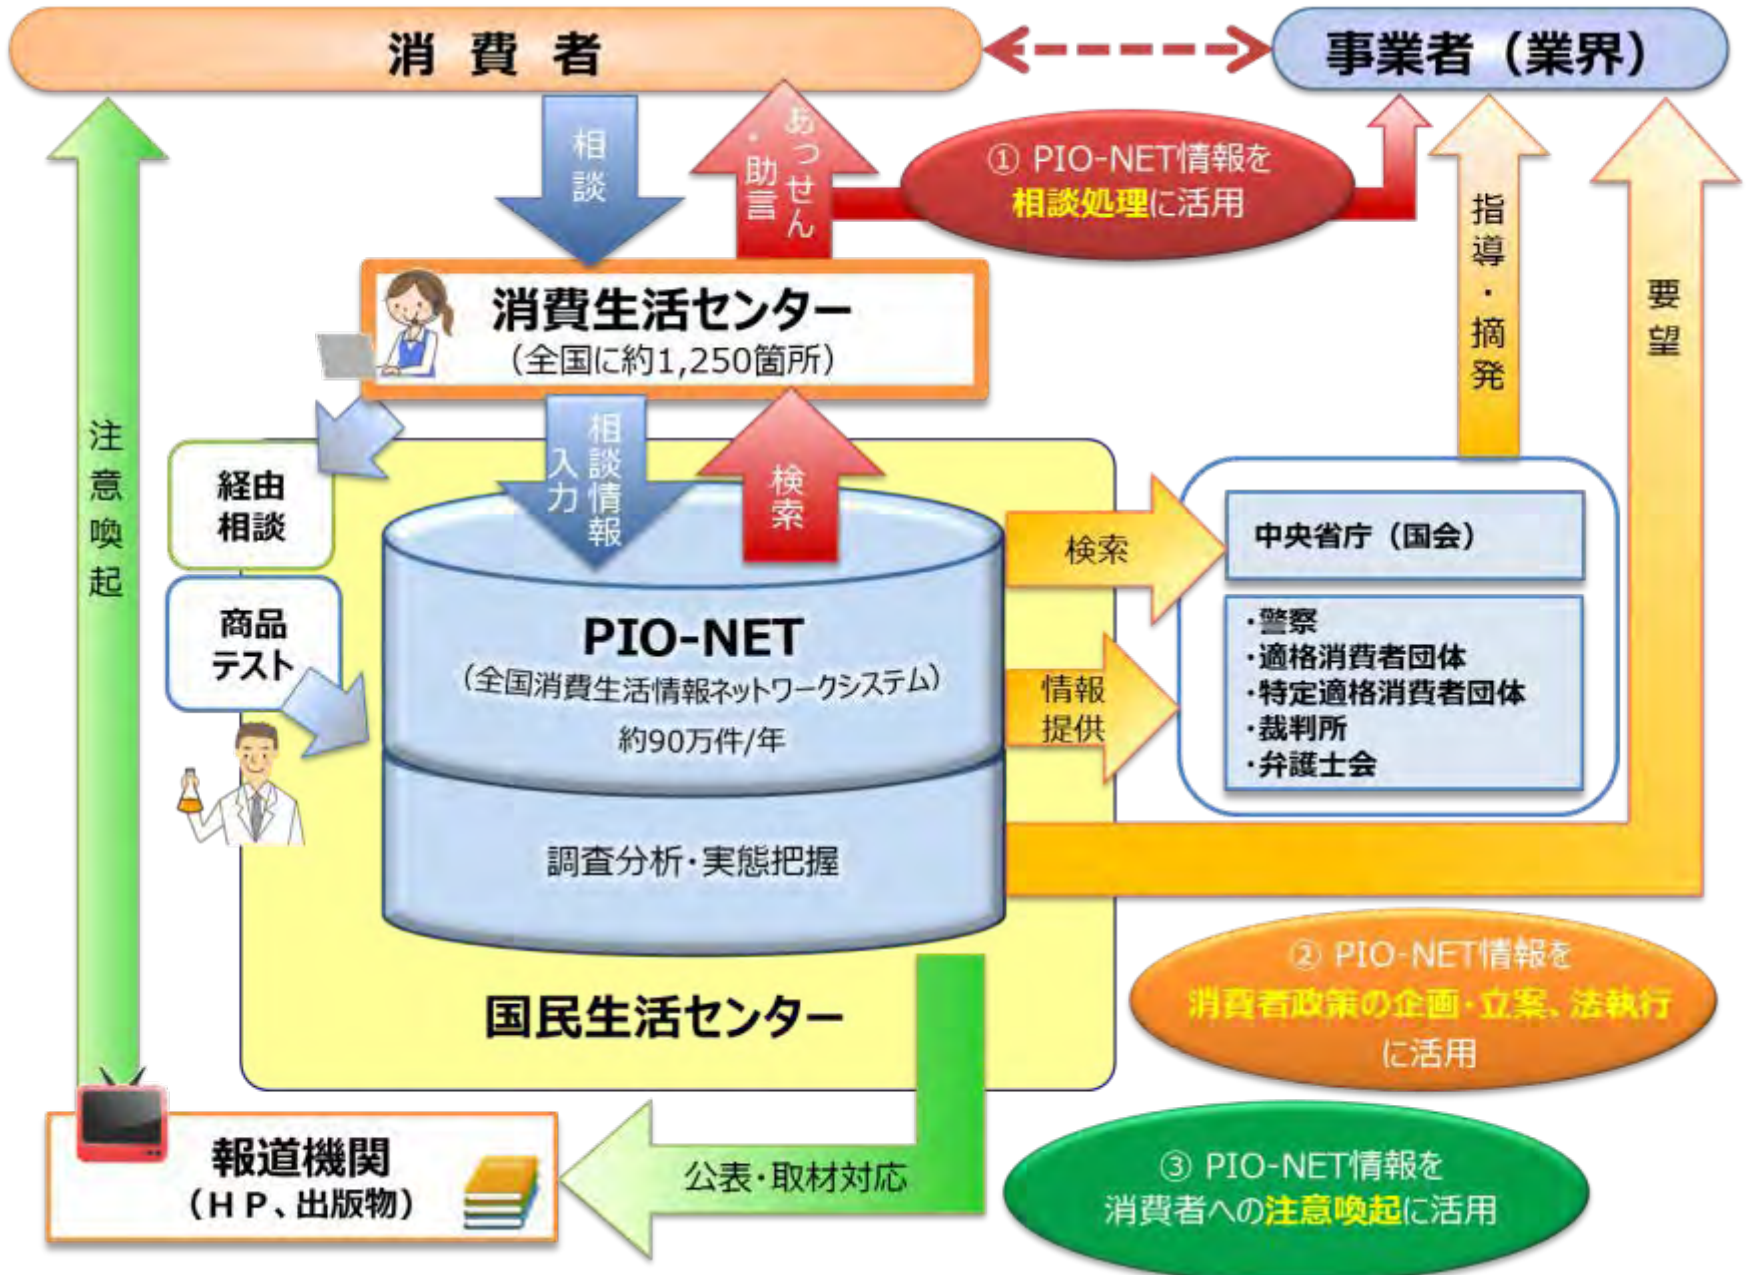 消費者
事業者（業界）
相談
あっせん
・助言
① PIO-NET情報を
相談処理に活用
指導・摘発
要望
消費生活センター
（全国に約1,250箇所）
注意喚起
相談情報
入力
検索
経由
相談
商品
テスト
PIO-NET
（全国消費生活情報ネットワークシステム）
約90万件/年
調査分析・実態把握
検索
情報
提供
中央省庁（国会）
・警察
・適格消費者団体
・特定適格消費者団体
・裁判所
・弁護士会
国民生活センター
② PIO-NET情報を
消費者政策の企画・立案、法執行
に活用
報道機関
（ＨＰ、出版物）
公表・取材対応
③ PIO-NET情報を
消費者への注意喚起に活用